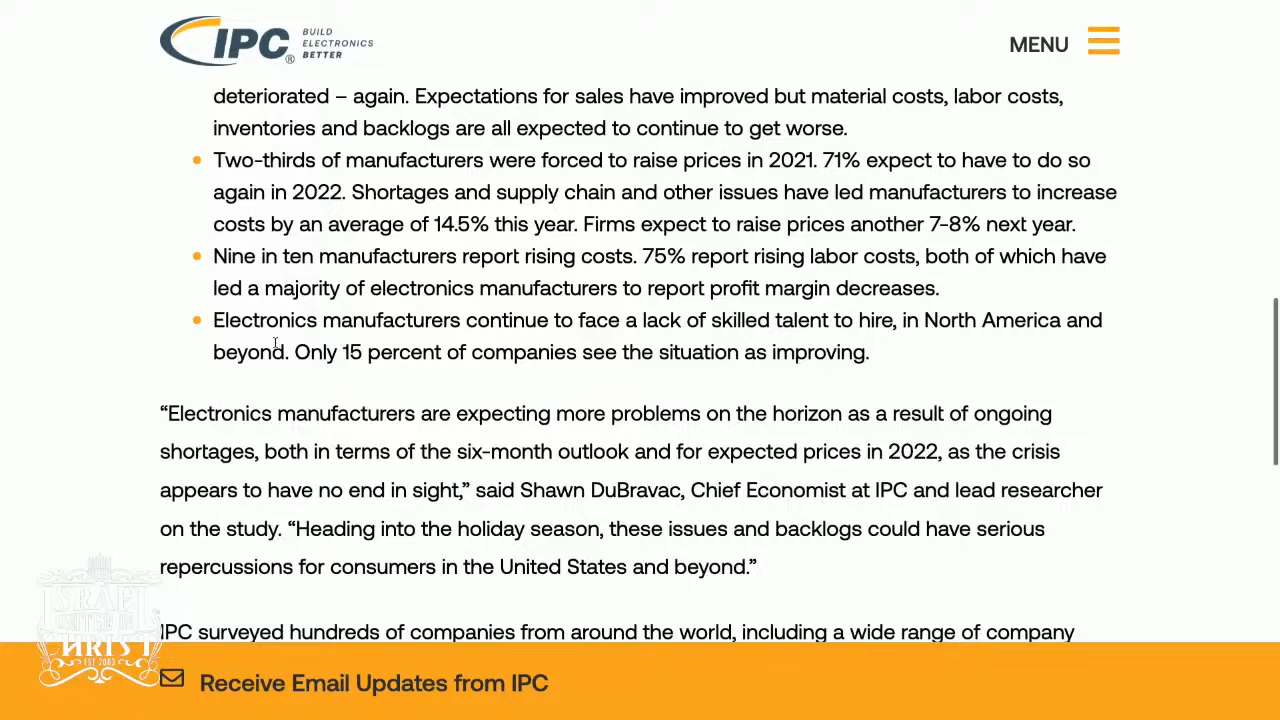 IPC BUILD
ELECTRONICS
BETTER
MENU
deteriorated – again. Expectations for sales have improved but material costs, labor costs,
inventories and backlogs are all expected to continue to get worse.
Two-thirds of manufacturers were forced to raise prices in 2021. 71% expect to have to do so
again in 2022. Shortages and supply chain and other issues have led manufacturers to increase
costs by an average of 14.5% this year. Firms expect to raise prices another 7-8% next year.
Nine in ten manufacturers report rising costs. 75% report rising labor costs, both of which have
led a majority of electronics manufacturers to report profit margin decreases.
Electronics manufacturers continue to face a lack of skilled talent to hire, in North America and
beyond. Only 15 percent of companies see the situation as improving.
“Electronics manufacturers are expecting more problems on the horizon as a result of ongoing
shortages, both in terms of the six-month outlook and for expected prices in 2022, as the crisis
appears to have no end in sight,” said Shawn DuBravac, Chief Economist at IPC and lead researcher
on the study. “Heading into the holiday season, these issues and backlogs could have serious
repercussions for consumers in the United States and beyond.”
IPC surveyed hundreds of companies from around the world, including a wide range of company
ISRAEL
UNITED IN
CHRIST
EST 2003
Receive Email Updates from IPC